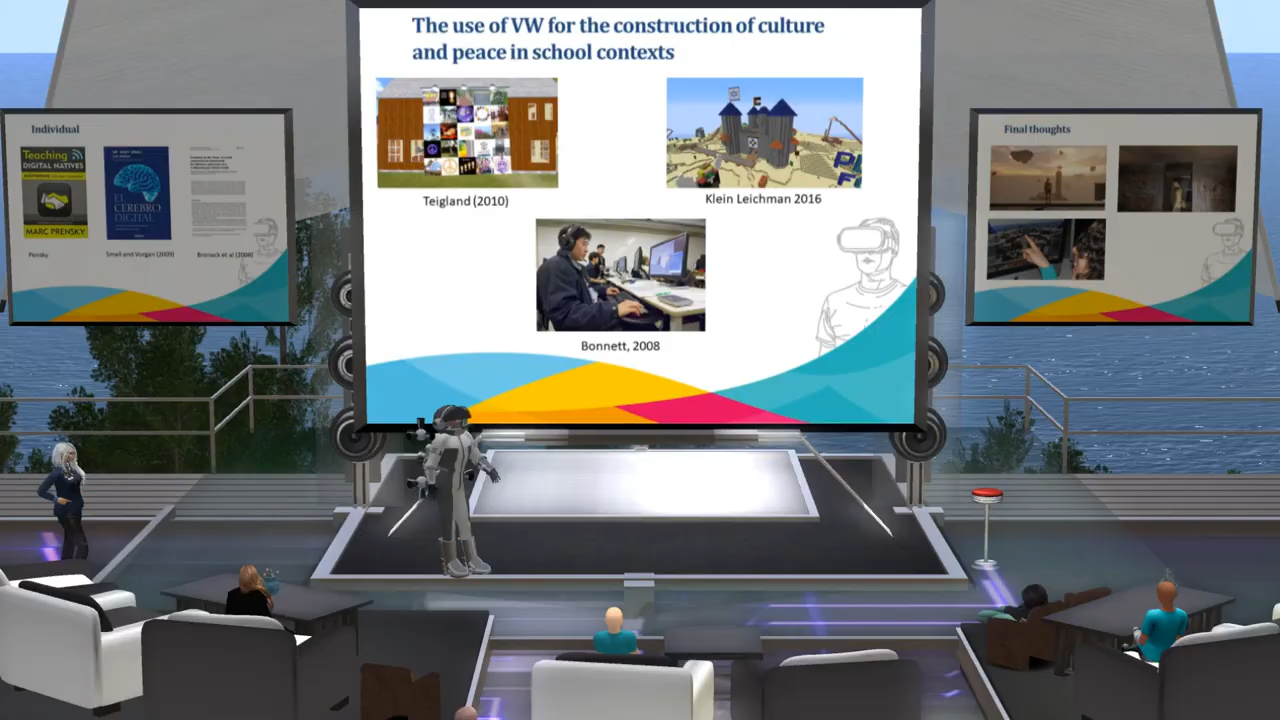 The use of VW for the construction of culture
and peace in school contexts
Teigland (2010)
Klein Leichman 2016
Bonnett, 2008
Individual
Teaching
DIGITAL NATIVES
MARC PRENSKY
EL
CEREBRO
DIGITAL
Pensky
Small and Vorgan (2009)
Final thoughts